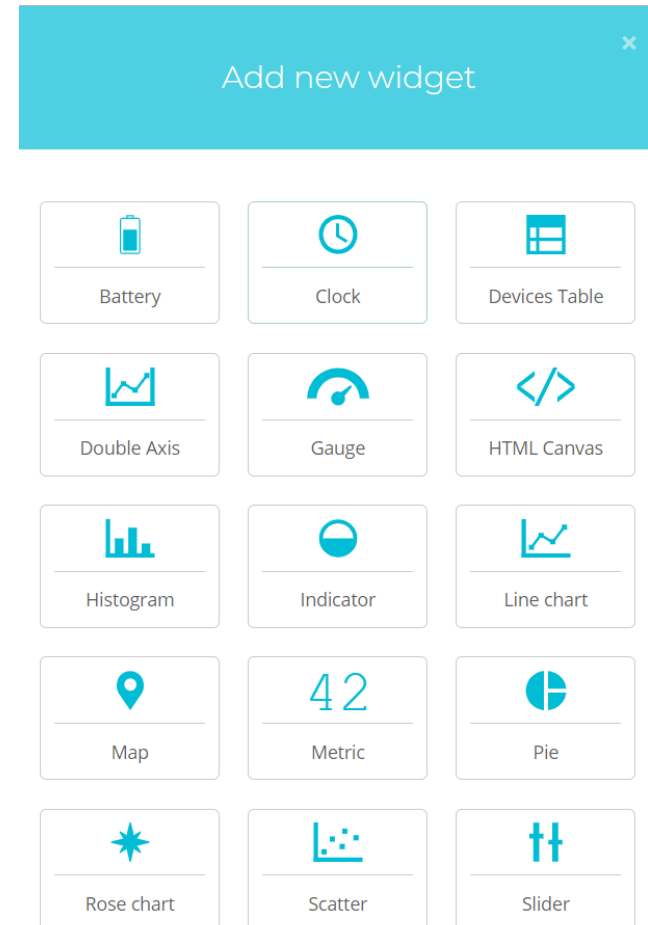 Add new widget
×
Battery
Clock
Devices Table
Double Axis
Gauge
</>
HTML Canvas
Histogram
Indicator
Line chart
Map
42
Metric
Pie
Rose chart
Scatter
Slider